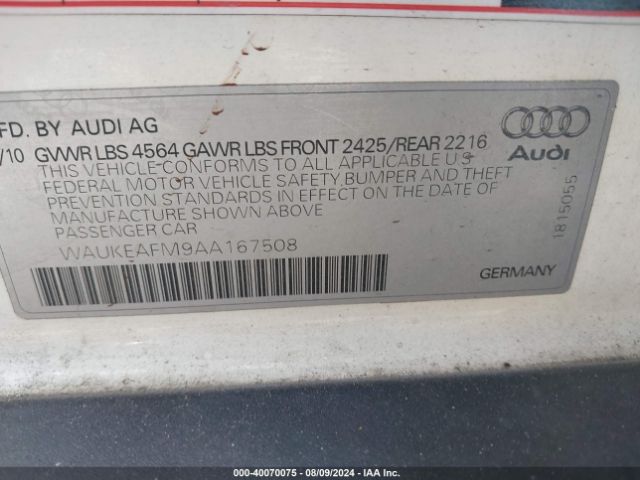 FD. BY AUDI AG
/10 GVWR LBS 4564 GAWR LBS FRONT 2425/REAR 2216
THIS VEHICLE CONFORMS TO ALL APPLICABLE U.S.
FEDERAL MOTOR VEHICLE SAFETY, BUMPER AND THEFT
PREVENTION STANDARDS IN EFFECT ON THE DATE OF
MANUFACTURE SHOWN ABOVE
PASSENGER CAR
WAUKEAFM9AA167508
Audi
1815055
GERMANY
000-40070075 - 08/09/2024 - IAA Inc.